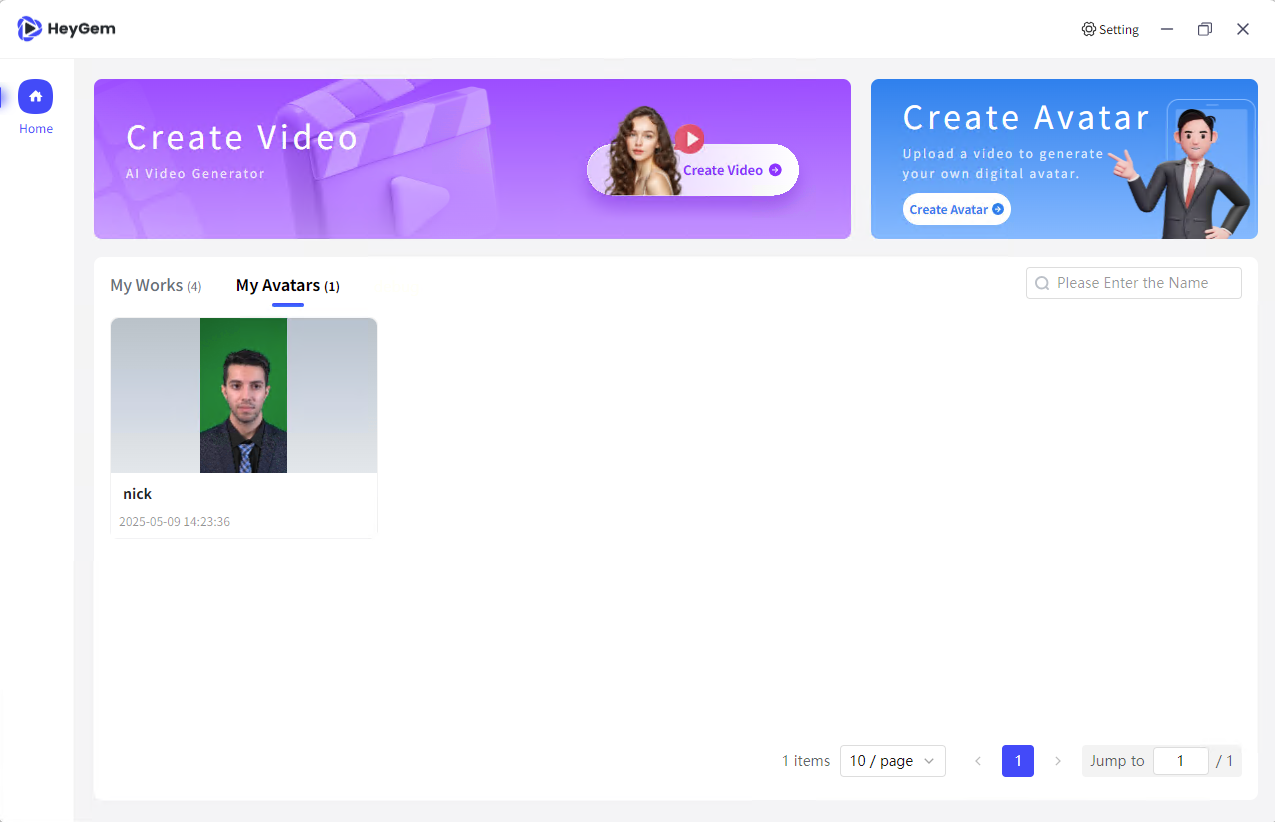 HeyGem
Setting
Home
Create Video
AI Video Generator
Create Video
Create Avatar
Upload a video to generate
your own digital avatar.
Create Avatar
My Works (4)
My Avatars (1)
Please Enter the Name
nick
2025-05-09 14:23:36
1 items
10 / page
1
Jump to
1
/ 1